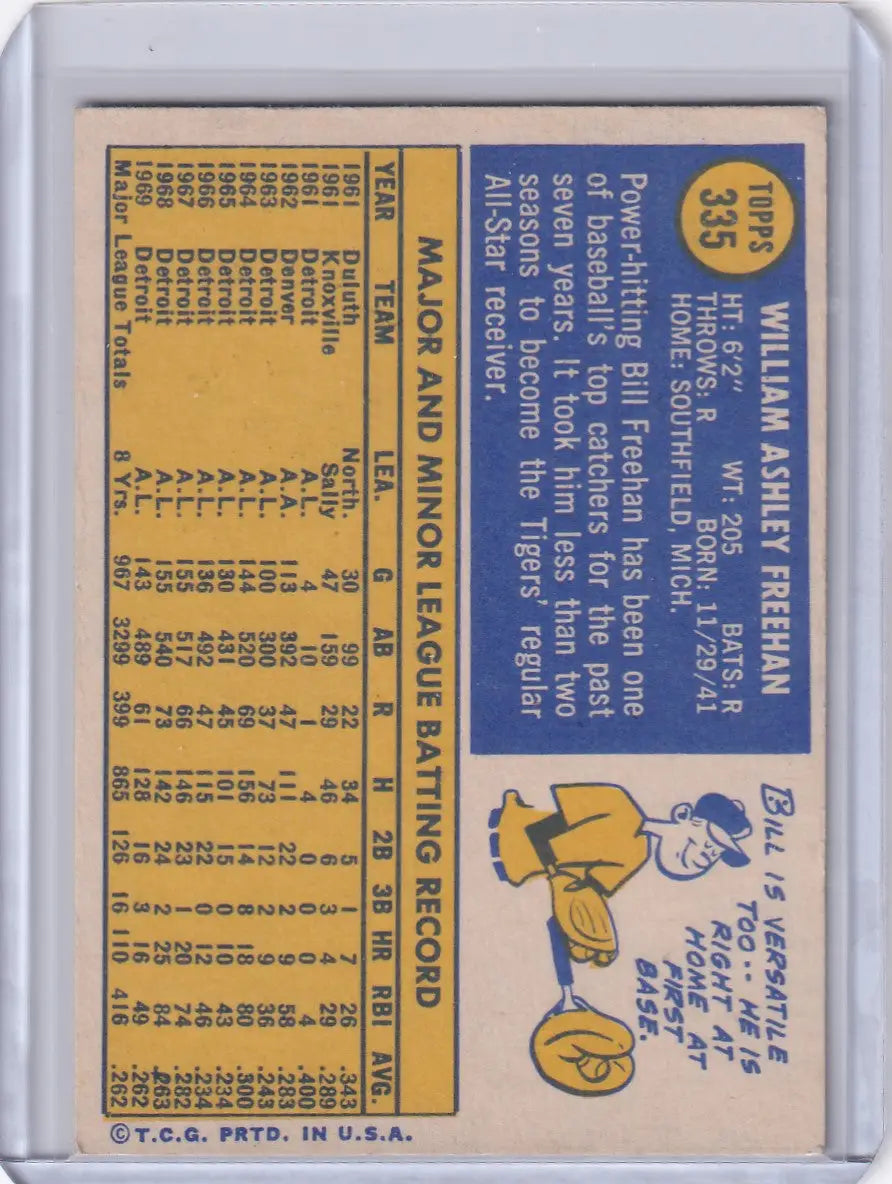 TOPPS
335
WILLIAM ASHLEY FREEHAN
HT: 6'2" WT: 205 BATS: R
THROWS: R BORN: 11/29/41
HOME: SOUTHFIELD, MICH.
Power-hitting Bill Freehan has been one
of baseball's top catchers for the past
seven years. It took him less than two
seasons to become the Tigers' regular
All-Star receiver.
BILL IS VERSATILE
TOO-- HE IS
RIGHT AT
HOME AT
FIRST
BASE.
MAJOR AND MINOR LEAGUE BATTING RECORD
YEAR TEAM LEA. G AB R H 2B 3B HR RBI AVG.
1961 Duluth North. 30 99 22 34 5 1 7 26 .343
1961 Knoxville Sally 47 159 29 46 6 3 4 29 .289
1961 Detroit A.L. 4 10 1 4 0 0 0 4 .400
1962 Denver A.A. 113 392 47 111 22 2 9 58 .283
1963 Detroit A.L. 100 300 37 73 12 2 9 36 .243
1964 Detroit A.L. 144 520 69 156 14 8 18 80 .300
1965 Detroit A.L. 130 431 45 101 15 0 10 43 .234
1966 Detroit A.L. 136 492 47 115 22 0 12 46 .234
1967 Detroit A.L. 155 517 66 146 23 1 20 74 .282
1968 Detroit A.L. 155 540 73 142 24 2 25 84 .263
1969 Detroit A.L. 143 489 61 128 16 3 16 49 .262
Major League Totals 8 Yrs. 967 3299 399 865 126 16 110 416 .262
©T.C.G. PRTD. IN U.S.A.